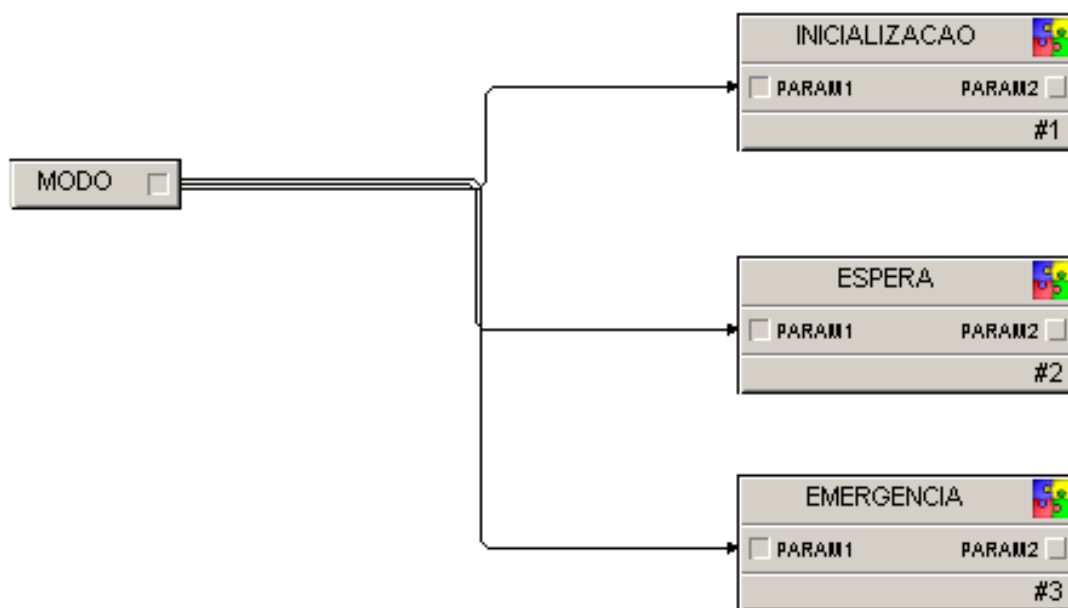 INICIALIZACAO
PARAM1 PARAM2
#1
MODO
ESPERA
PARAM1 PARAM2
#2
EMERGENCIA
PARAM1 PARAM2
#3